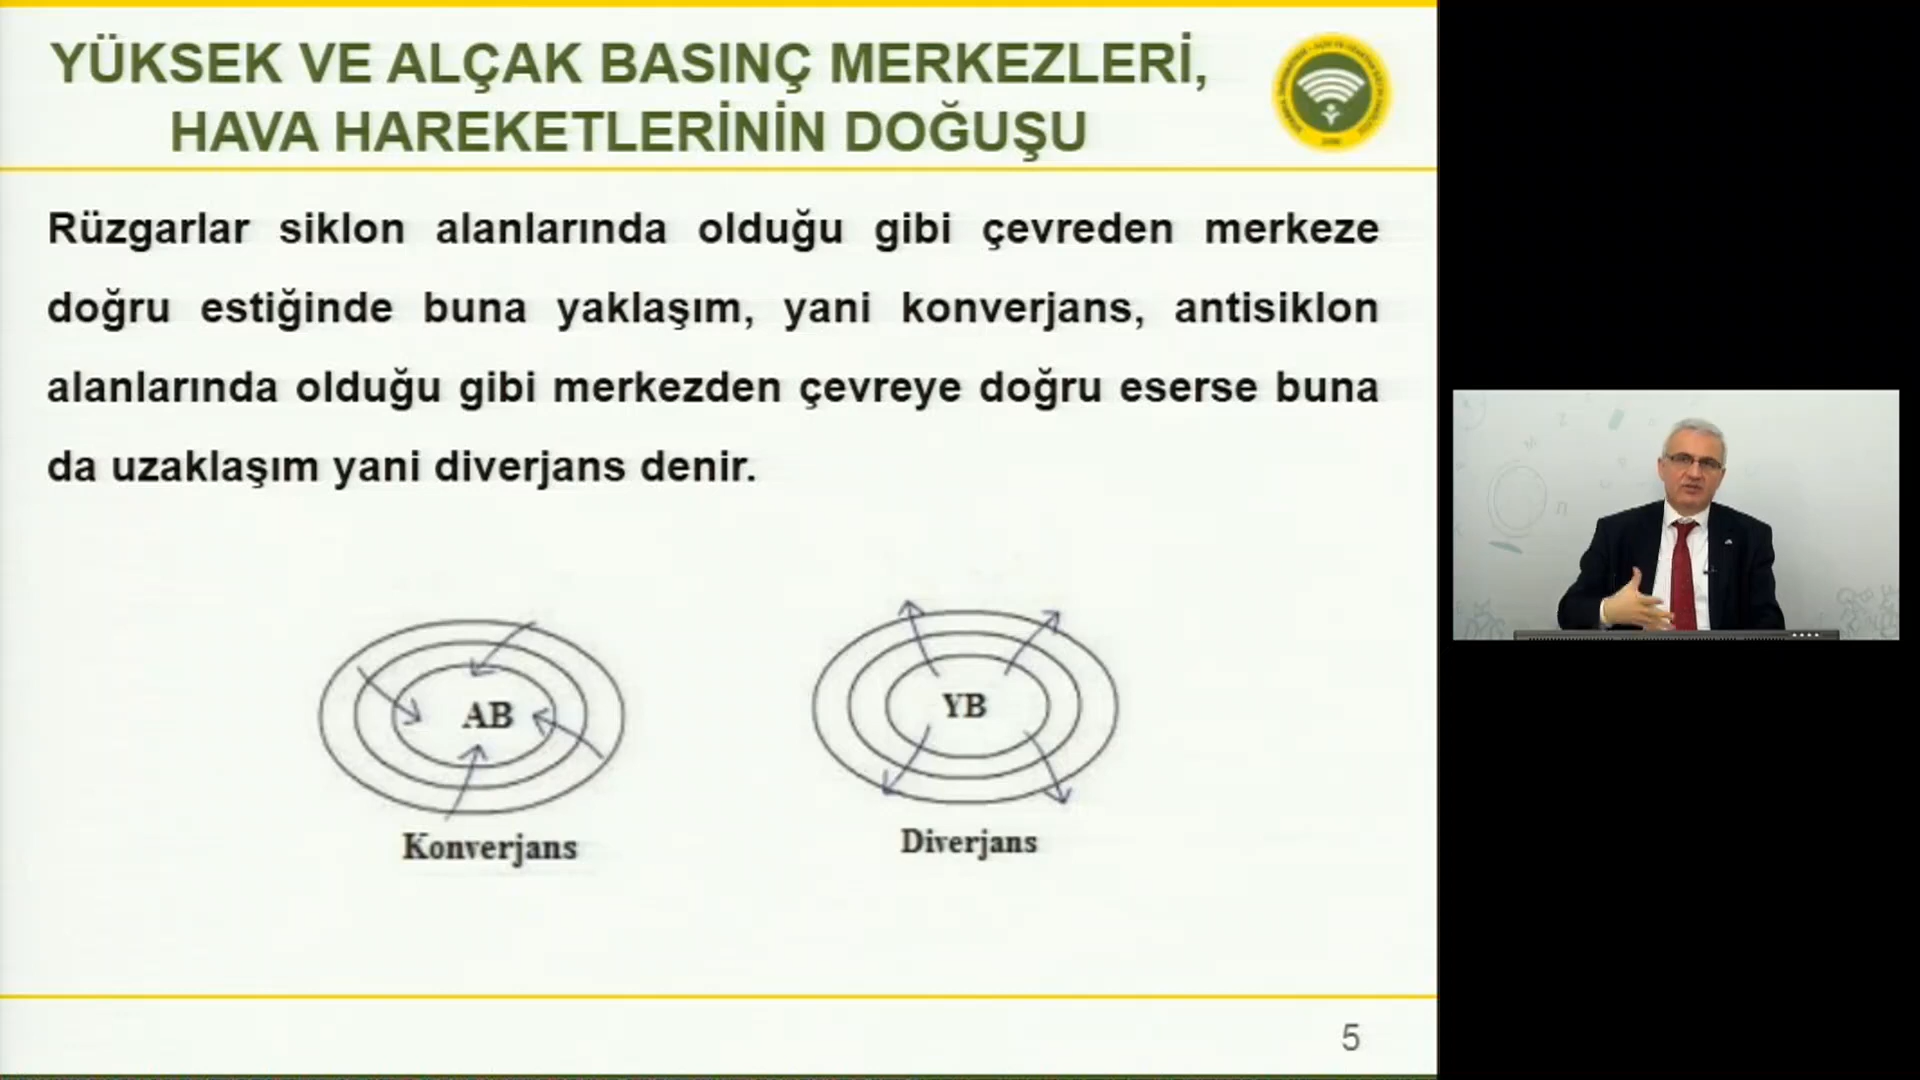 YÜKSEK VE ALÇAK BASINÇ MERKEZLERİ,
HAVA HAREKETLERİNİN DOĞUŞU
Rüzgarlar siklon alanlarında olduğu gibi çevreden merkeze
doğru estiğinde buna yaklaşım, yani konverjans, antisiklon
alanlarında olduğu gibi merkezden çevreye doğru eserse buna
da uzaklaşım yani diverjans denir.
AB
YB
Konverjans
Diverjans
5